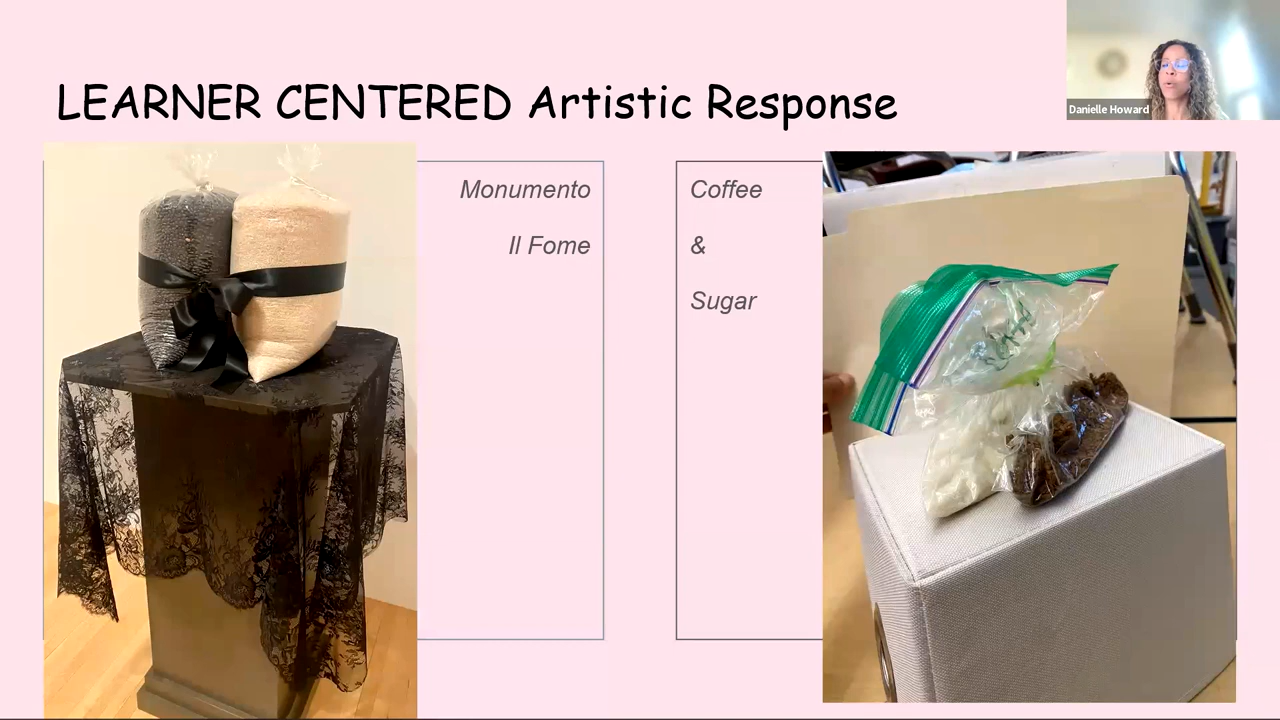 LEARNER CENTERED Artistic Response
Danielle Howard
Monumento
Il Fome
Coffee
&
Sugar